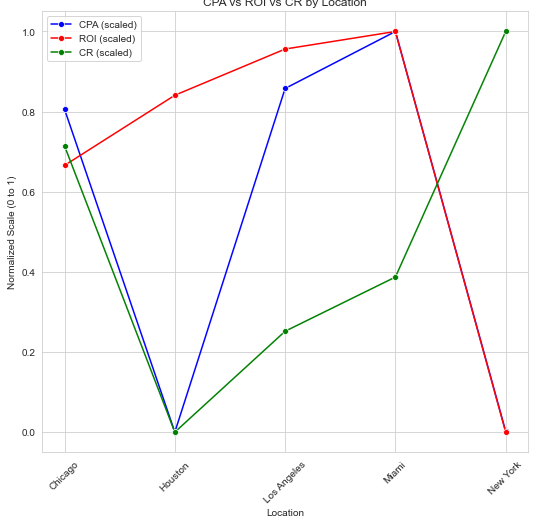 CPA vs ROI vs CR by Location
CPA (scaled)
ROI (scaled)
CR (scaled)
1.0
0.8
0.6
0.4
0.2
0.0
Normalized Scale (0 to 1)
Chicago
Houston
Los Angeles
Miami
New York
Location